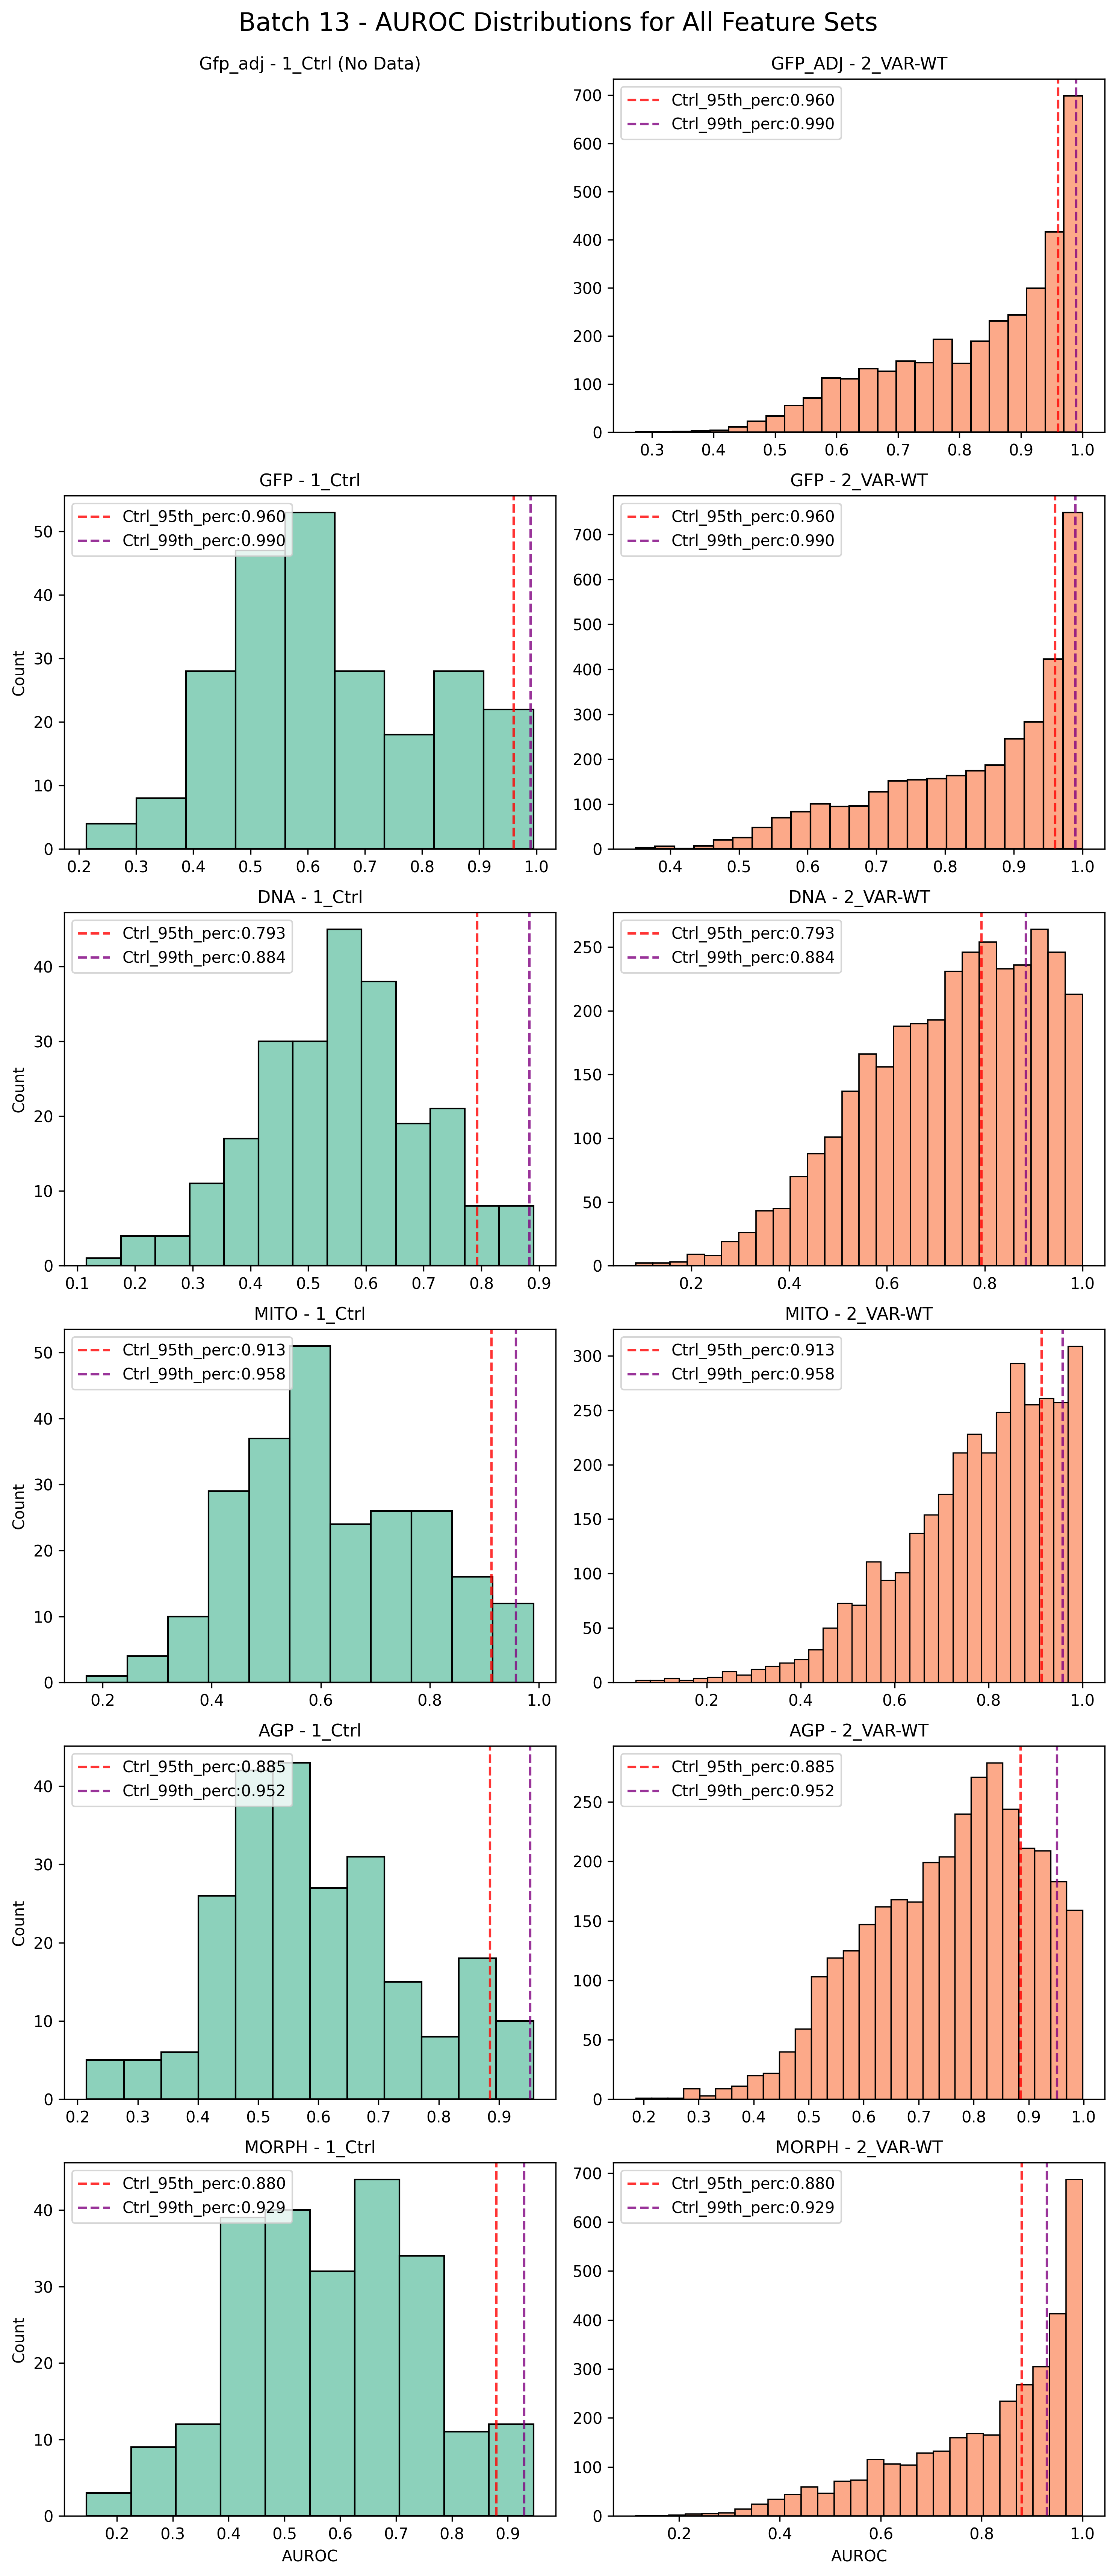 Batch 13 - AUROC Distributions for All Feature Sets
Gfp_adj - 1_Ctrl (No Data)
GFP_ADJ - 2_VAR-WT
Ctrl_95th_perc:0.960
Ctrl_99th_perc:0.990
700
600
500
400
300
200
100
0
0.3 0.4 0.5 0.6 0.7 0.8 0.9 1.0
GFP - 1_Ctrl
Ctrl_95th_perc:0.960
Ctrl_99th_perc:0.990
Count
50
40
30
20
10
0
0.2 0.3 0.4 0.5 0.6 0.7 0.8 0.9 1.0
GFP - 2_VAR-WT
Ctrl_95th_perc:0.960
Ctrl_99th_perc:0.990
700
600
500
400
300
200
100
0
0.4 0.5 0.6 0.7 0.8 0.9 1.0
DNA - 1_Ctrl
Ctrl_95th_perc:0.793
Ctrl_99th_perc:0.884
Count
40
30
20
10
0
0.1 0.2 0.3 0.4 0.5 0.6 0.7 0.8 0.9
DNA - 2_VAR-WT
Ctrl_95th_perc:0.793
Ctrl_99th_perc:0.884
250
200
150
100
50
0
0.2 0.4 0.6 0.8 1.0
MITO - 1_Ctrl
Ctrl_95th_perc:0.913
Ctrl_99th_perc:0.958
Count
50
40
30
20
10
0
0.2 0.4 0.6 0.8 1.0
MITO - 2_VAR-WT
Ctrl_95th_perc:0.913
Ctrl_99th_perc:0.958
300
250
200
150
100
50
0
0.2 0.4 0.6 0.8 1.0
AGP - 1_Ctrl
Ctrl_95th_perc:0.885
Ctrl_99th_perc:0.952
Count
40
30
20
10
0
0.2 0.3 0.4 0.5 0.6 0.7 0.8 0.9
AGP - 2_VAR-WT
Ctrl_95th_perc:0.885
Ctrl_99th_perc:0.952
250
200
150
100
50
0
0.2 0.3 0.4 0.5 0.6 0.7 0.8 0.9 1.0
MORPH - 1_Ctrl
Ctrl_95th_perc:0.880
Ctrl_99th_perc:0.929
Count
40
30
20
10
0
0.2 0.3 0.4 0.5 0.6 0.7 0.8 0.9
AUROC
MORPH - 2_VAR-WT
Ctrl_95th_perc:0.880
Ctrl_99th_perc:0.929
700
600
500
400
300
200
100
0
0.2 0.4 0.6 0.8 1.0
AUROC